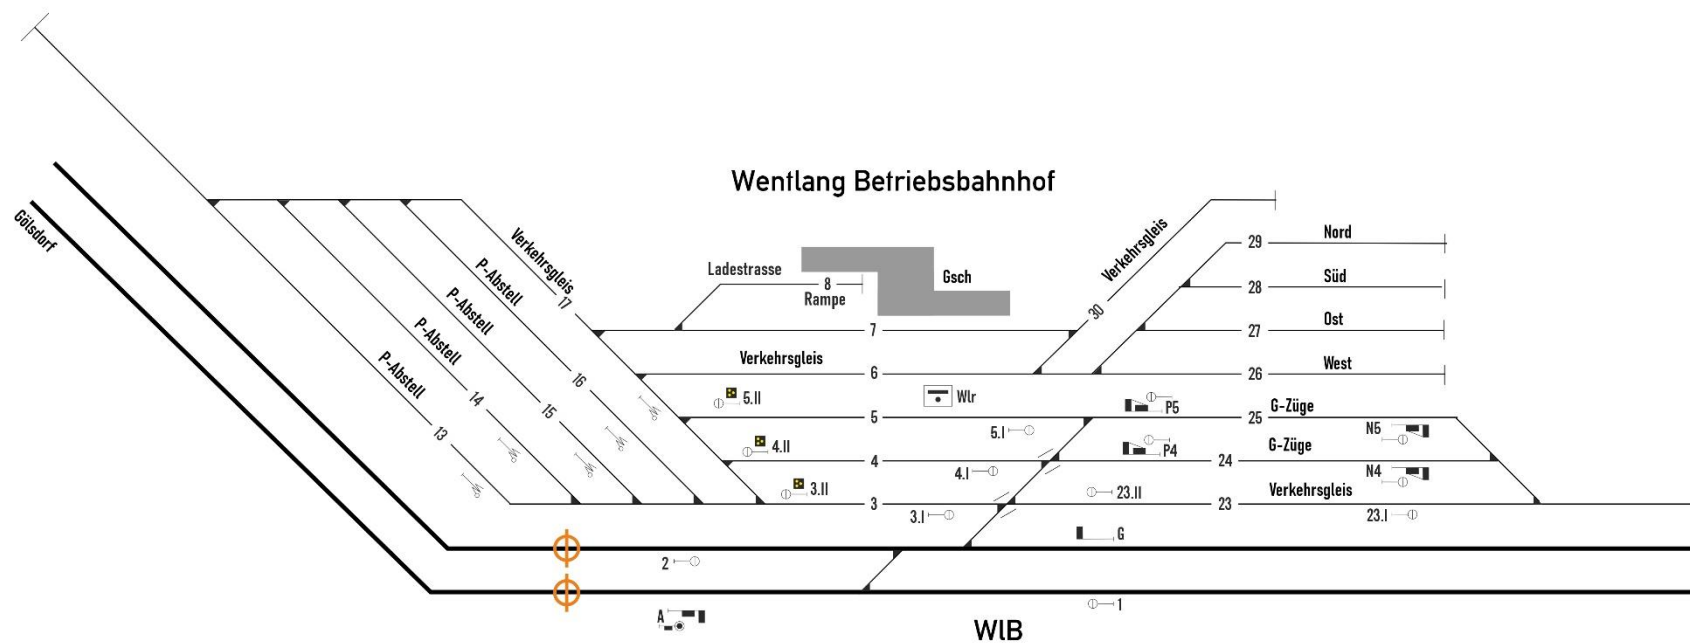 Wentlang Betriebsbahnhof
Gölsdorf
Verkehrsgleis
17
P-Abstell
16
P-Abstell
15
P-Abstell
14
P-Abstell
13
Ladestrasse
8
Rampe
Gsch
7
Verkehrsgleis
6
Verkehrsgleis
30
29
Nord
28
Süd
27
Ost
26
West
5.II
Wlr
P5
G-Züge
5
25
5.I
N5
4.II
P4
G-Züge
4
24
4.I
N4
3.II
23.II
Verkehrsgleis
3
23
3.I
23.I
G
2
A
1
WlB